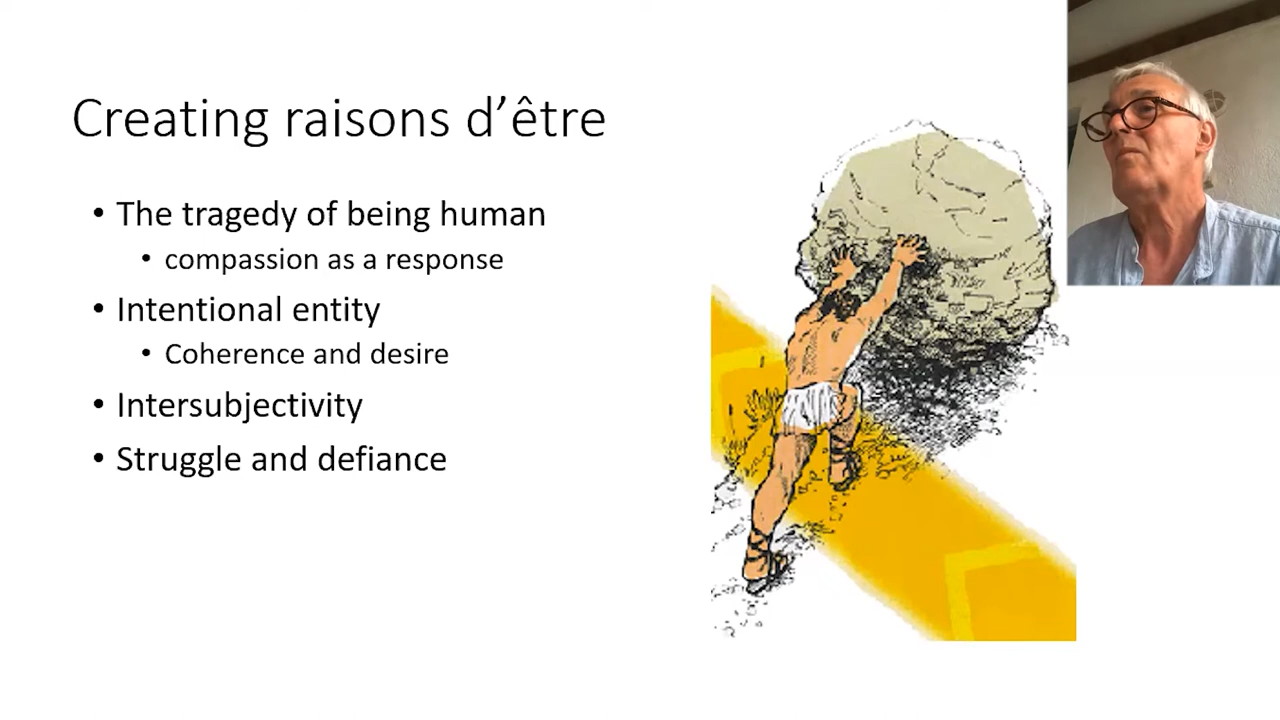 Creating raisons d’être
• The tragedy of being human
• compassion as a response
• Intentional entity
• Coherence and desire
• Intersubjectivity
• Struggle and defiance